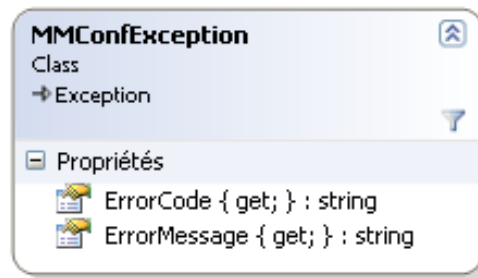 MMConfException
Class
Exception
Propriétés
ErrorCode { get; } : string
ErrorMessage { get; } : string